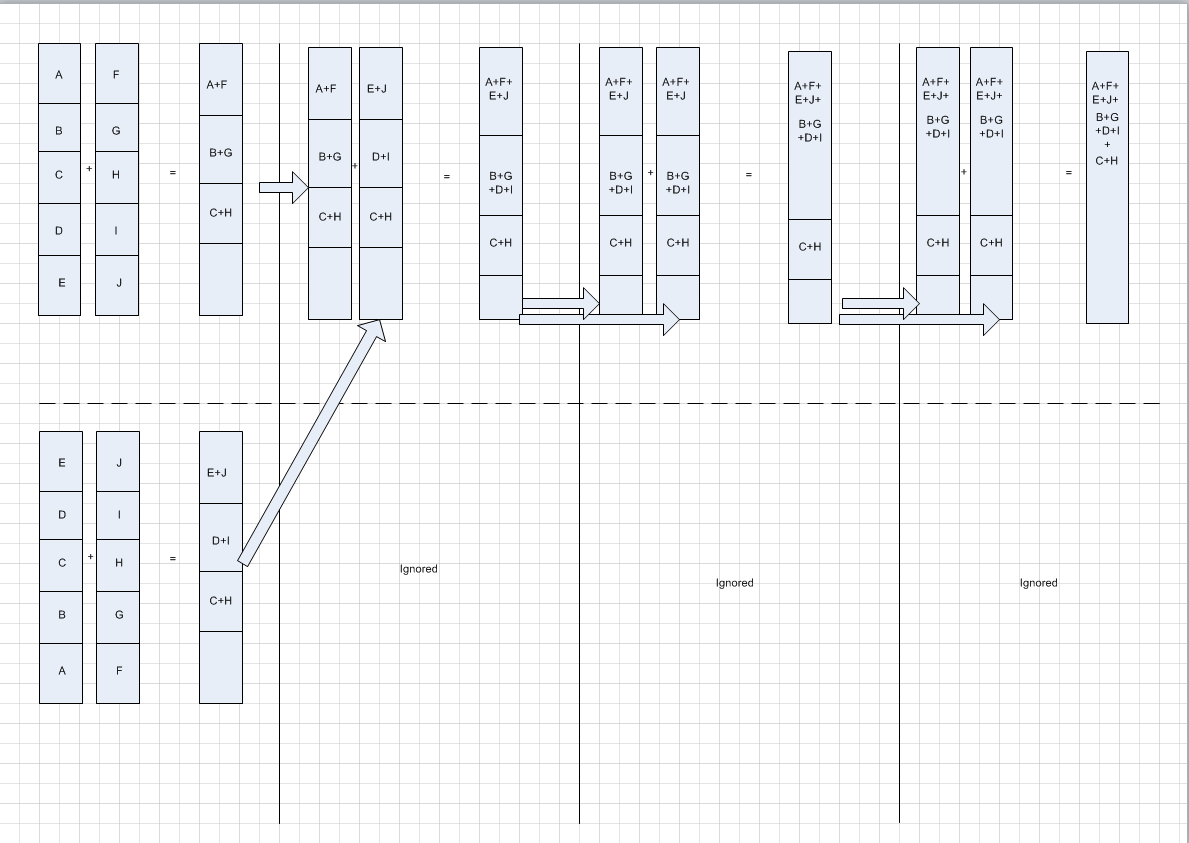 A
B
C
D
E
+
F
G
H
I
J
=
A+F
B+G
C+H
A+F
B+G
C+H
+
E+J
D+I
C+H
=
A+F+
E+J
B+G
+D+I
C+H
A+F+
E+J
B+G
+D+I
C+H
+
A+F+
E+J
B+G
+D+I
C+H
=
A+F+
E+J+
B+G
+D+I
C+H
A+F+
E+J+
B+G
+D+I
C+H
+
A+F+
E+J+
B+G
+D+I
C+H
=
A+F+
E+J+
B+G
+D+I
+
C+H
E
D
C
B
A
+
J
I
H
G
F
=
E+J
D+I
C+H
Ignored
Ignored
Ignored